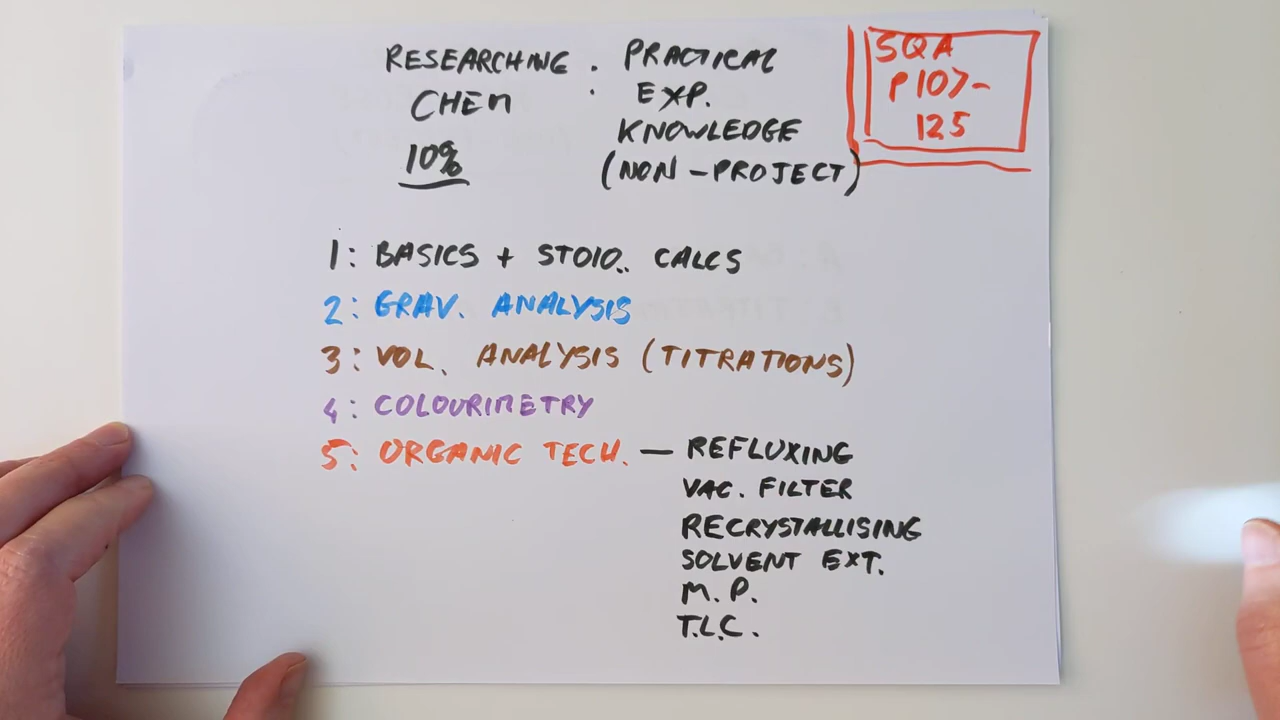 RESEARCHING : PRACTICAL
CHEM EXP.
10% KNOWLEDGE
(NON-PROJECT)
SQA
P107-
125
1: BASICS + STOIO.. CALCS
2: GRAV. ANALYSIS
3: VOL. ANALYSIS (TITRATIONS)
4: COLOURIMETRY
5: ORGANIC TECH. — REFLUXING
VAC. FILTER
RECRYSTALLISING
SOLVENT EXT.
M.P.
T.L.C.